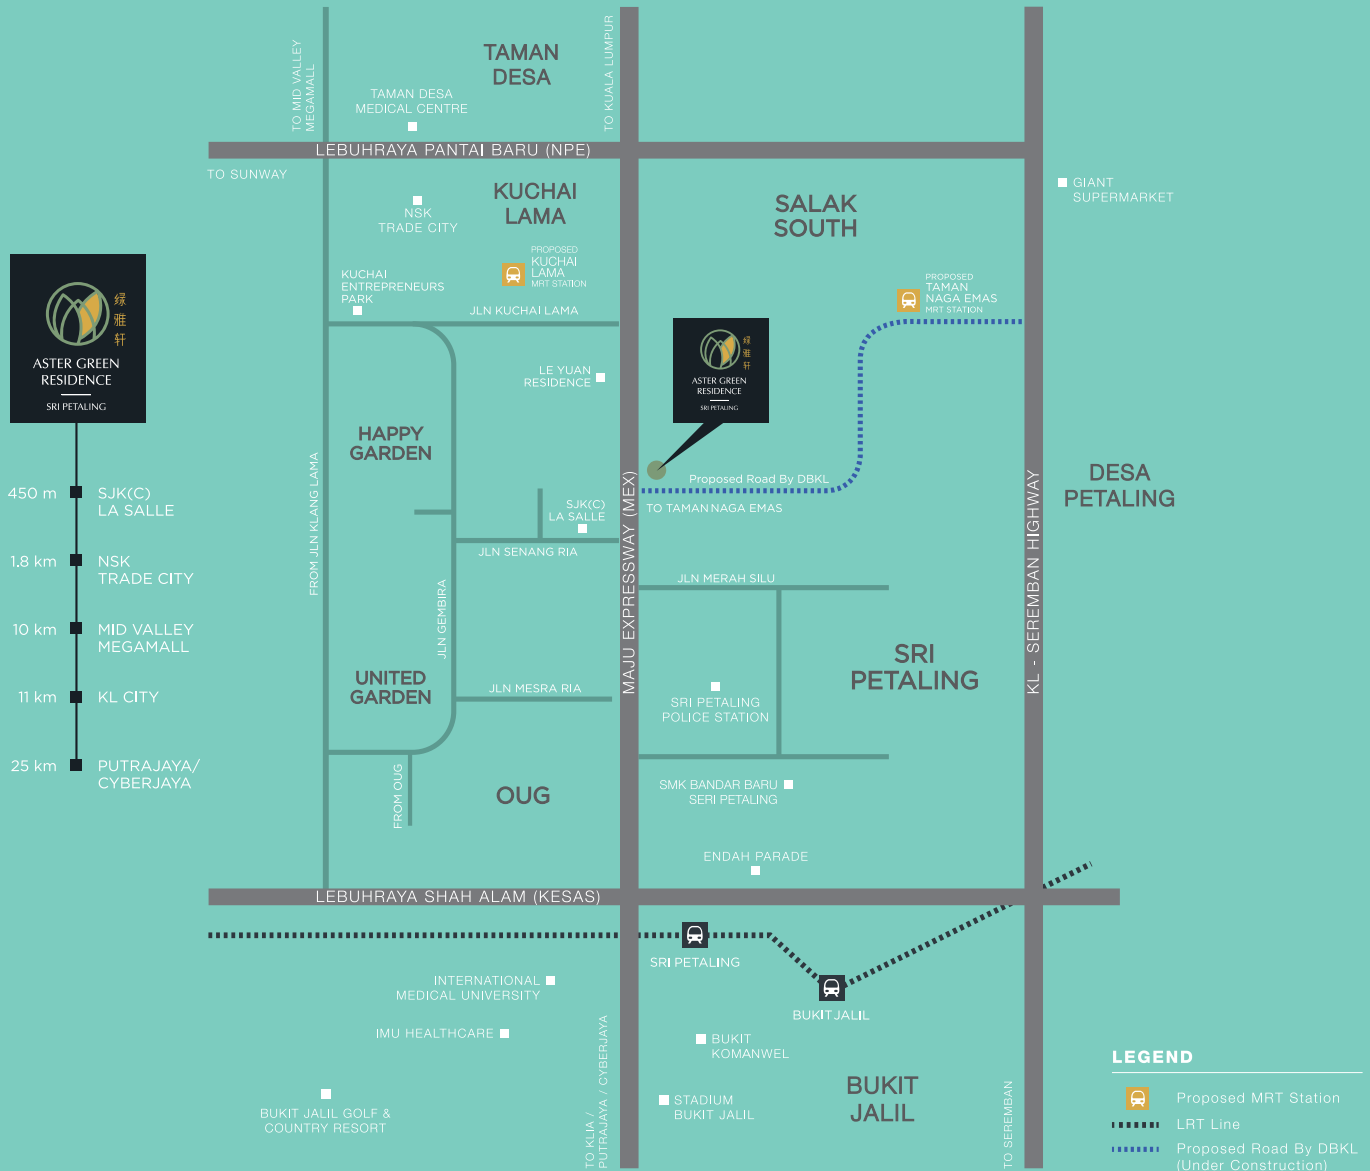 TO MID VALLEY
MEGAMALL
TAMAN
DESA
TAMAN DESA
MEDICAL CENTRE
TO KUALA LUMPUR
LEBUHRAYA PANTAI BARU (NPE)
TO SUNWAY
GIANT
SUPERMARKET
NSK
TRADE CITY
KUCHAI
LAMA
SALAK
SOUTH
PROPOSED
KUCHAI
LAMA
MRT STATION
KUCHAI
ENTREPRENEURS
PARK
JLN KUCHAI LAMA
PROPOSED
TAMAN
NAGA EMAS
MRT STATION
绿雅轩
ASTER GREEN
RESIDENCE
SRI PETALING
450 m
SJK(C)
LA SALLE
1.8 km
NSK
TRADE CITY
10 km
MID VALLEY
MEGAMALL
11 km
KL CITY
25 km
PUTRAJAYA/
CYBERJAYA
LE YUAN
RESIDENCE
绿雅轩
ASTER GREEN
RESIDENCE
SRI PETALING
HAPPY
GARDEN
FROM JLN KLANG LAMA
SJK(C)
LA SALLE
JLN SENANG RIA
JLN GEMBIRA
MAJU EXPRESSWAY (MEX)
Proposed Road By DBKL
TO TAMAN NAGA EMAS
KL - SEREMBAN HIGHWAY
DESA
PETALING
JLN MERAH SILU
UNITED
GARDEN
JLN MESRA RIA
SRI
PETALING
SRI PETALING
POLICE STATION
FROM OUG
OUG
SMK BANDAR BARU
SERI PETALING
ENDAH PARADE
LEBUHRAYA SHAH ALAM (KESAS)
SRI PETALING
INTERNATIONAL
MEDICAL UNIVERSITY
BUKIT JALIL
IMU HEALTHCARE
BUKIT
KOMANWEL
TO KLIA /
PUTRAJAYA / CYBERJAYA
BUKIT JALIL GOLF &
COUNTRY RESORT
STADIUM
BUKIT JALIL
BUKIT
JALIL
TO SEREMBAN
LEGEND
Proposed MRT Station
LRT Line
Proposed Road By DBKL
(Under Construction)